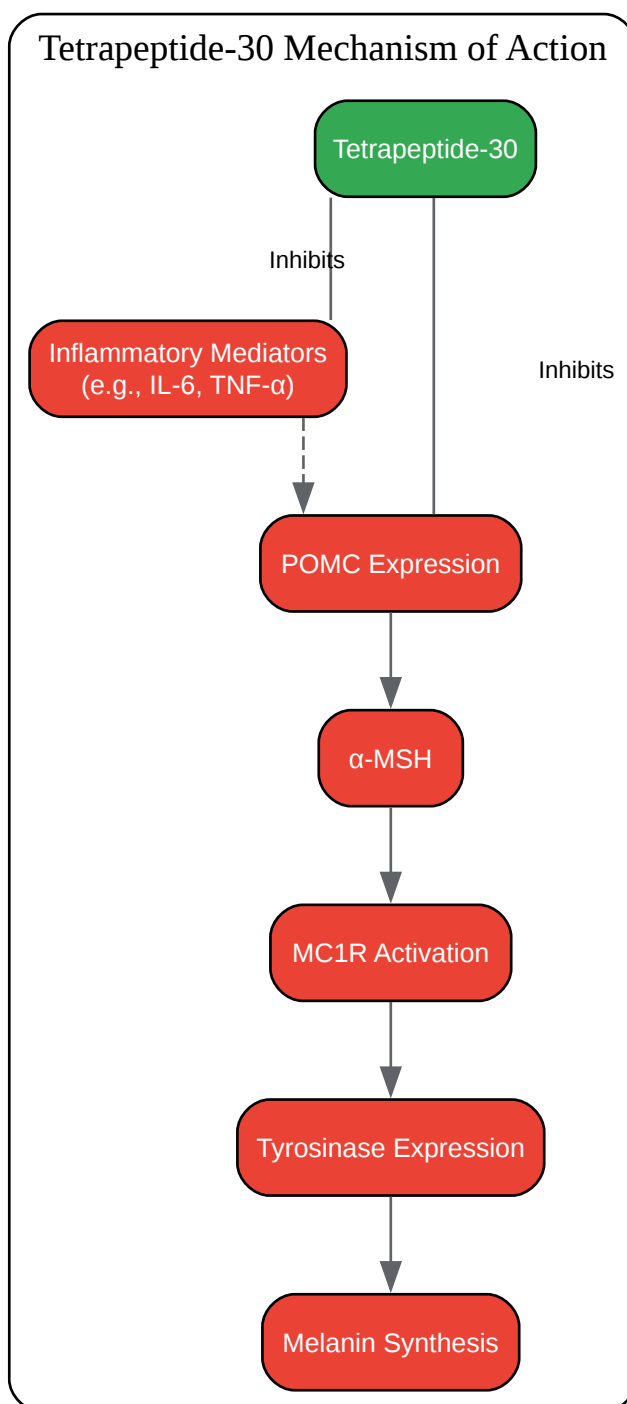 Tetrapeptide-30 Mechanism of Action
Tetrapeptide-30
Inhibits
Inflammatory Mediators
(e.g., IL-6, TNF-α)
Inhibits
POMC Expression
α-MSH
MC1R Activation
Tyrosinase Expression
Melanin Synthesis